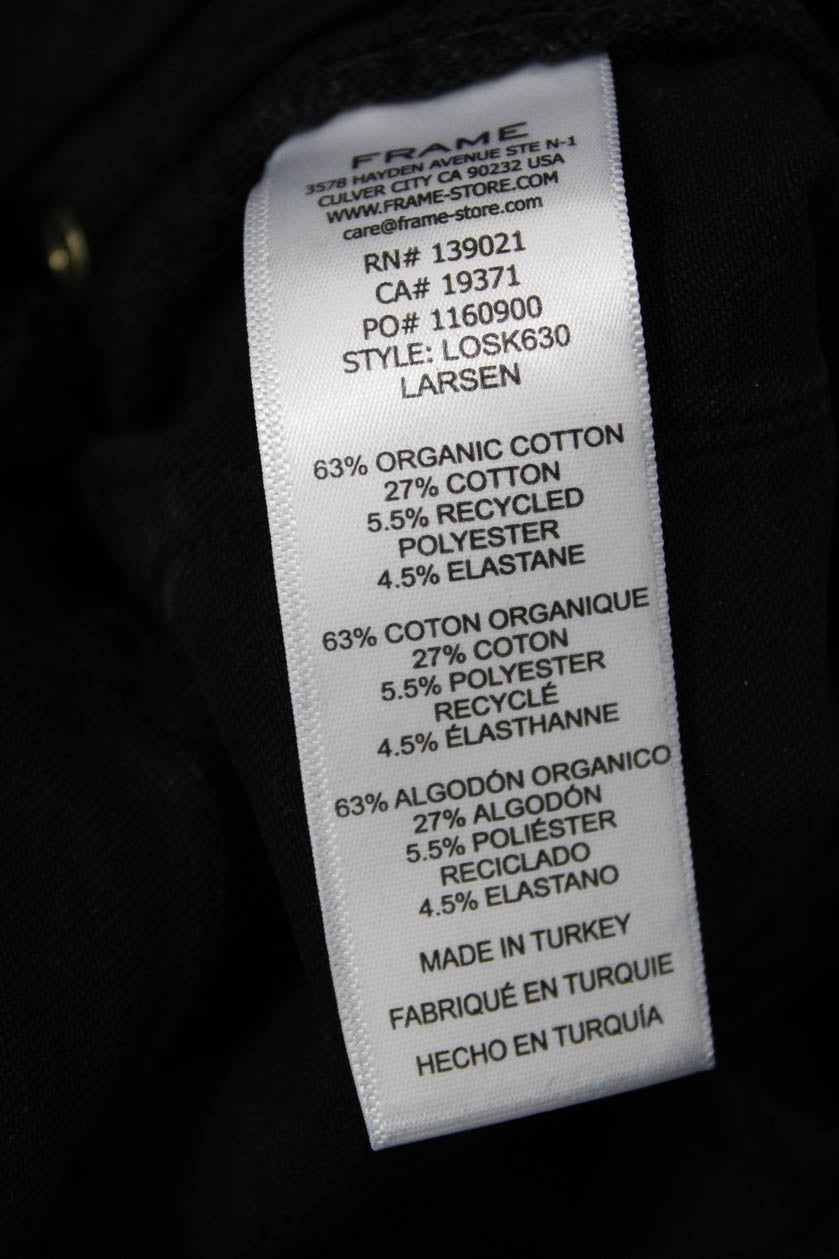 FRAME
3578 HAYDEN AVENUE STE N-1
CULVER CITY CA 90232 USA
WWW.FRAME-STORE.COM
care@frame-store.com
RN# 139021
CA# 19371
PO# 1160900
STYLE: LOSK630
LARSEN
63% ORGANIC COTTON
27% COTTON
5.5% RECYCLED
POLYESTER
4.5% ELASTANE
63% COTON ORGANIQUE
27% COTON
5.5% POLYESTER
RECYCLÉ
4.5% ÉLASTHANNE
63% ALGODÓN ORGANICO
27% ALGODÓN
5.5% POLIÉSTER
RECICLADO
4.5% ELASTANO
MADE IN TURKEY
FABRIQUÉ EN TURQUIE
HECHO EN TURQUÍA